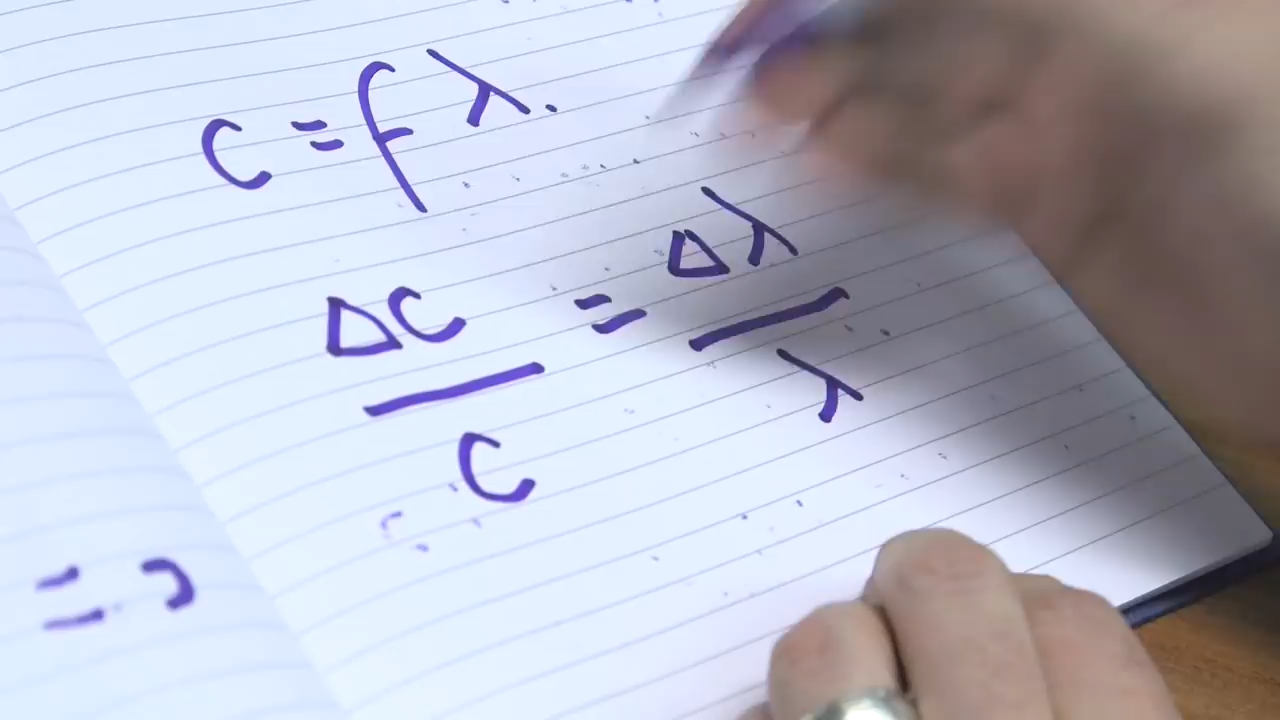 C = fλ.
ΔC/C = Δλ/λ
=